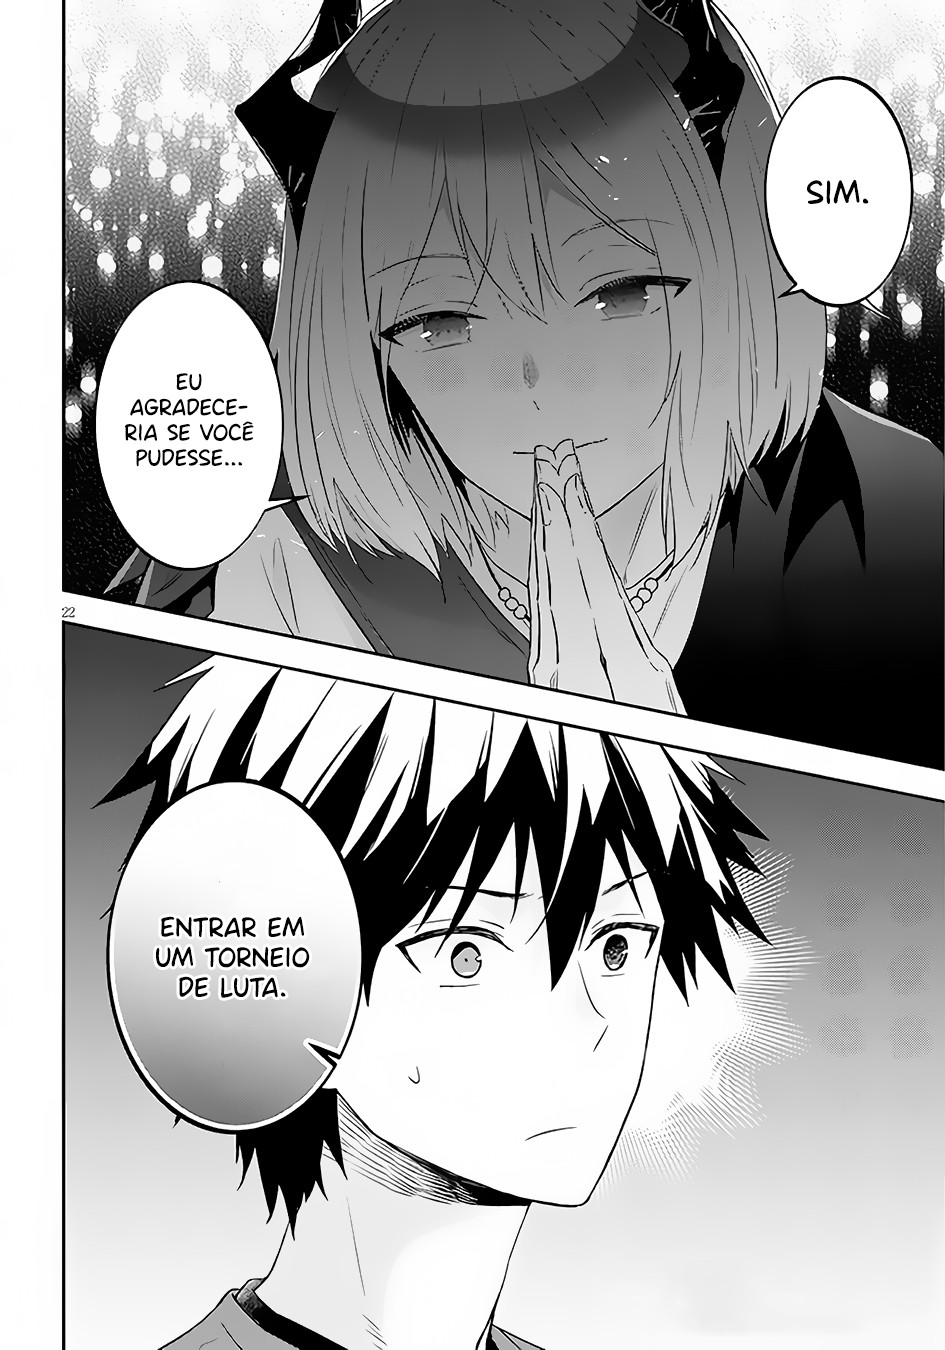 SIM.
EU
AGRADECE-
RIA SE VOCÊ
PUDESSE...
22
ENTRAR EM
UM TORNEIO
DE LUTA.